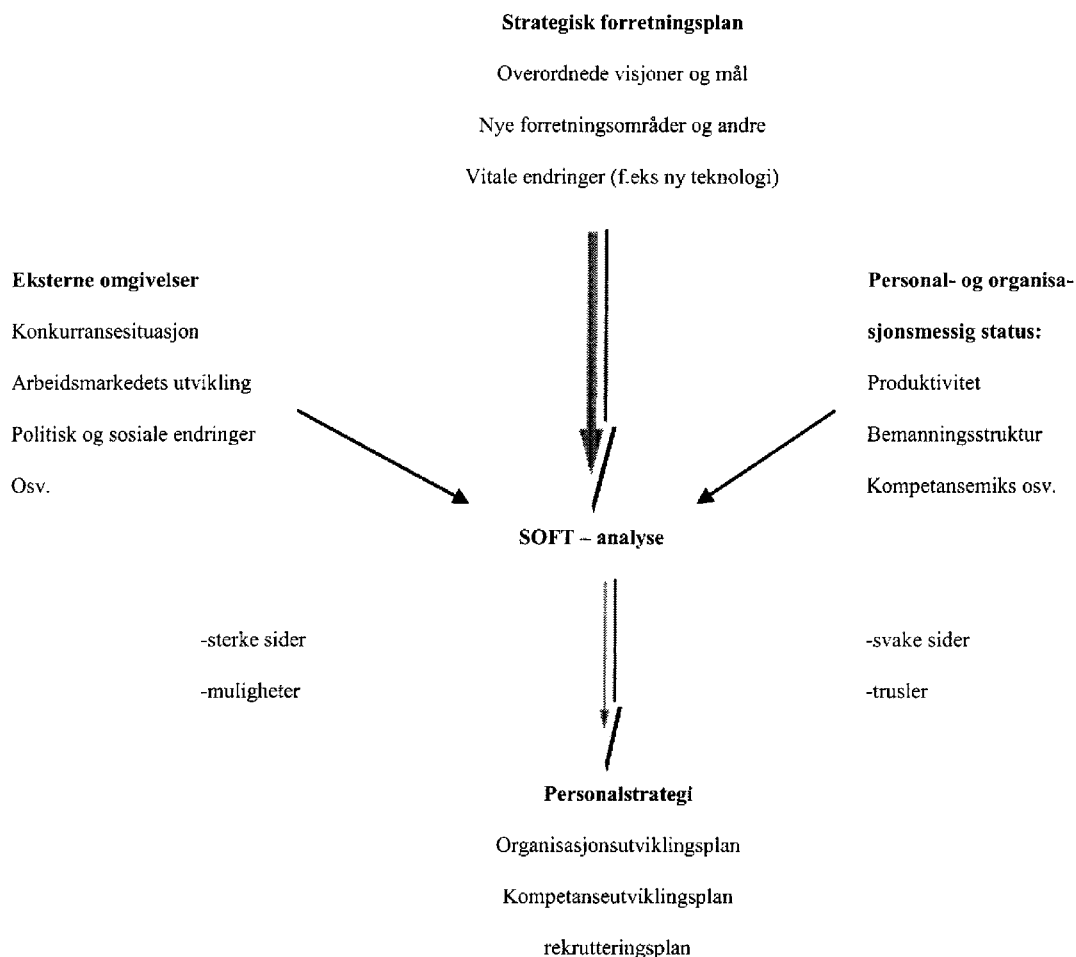 Strategisk forretningsplan
Overordnede visjoner og mål
Nye forretningsområder og andre
Vitale endringer (f.eks ny teknologi)
Eksterne omgivelser
Konkurransesituasjon
Arbeidsmarkedets utvikling
Politisk og sosiale endringer
Osv.
Personal- og organisa-
sjonsmessig status:
Produktivitet
Bemanningsstruktur
Kompetansemiks osv.
SOFT – analyse
-sterke sider
-muligheter
-svake sider
-trusler
Personalstrategi
Organisasjonsutviklingsplan
Kompetanseutviklingsplan
rekrutteringsplan